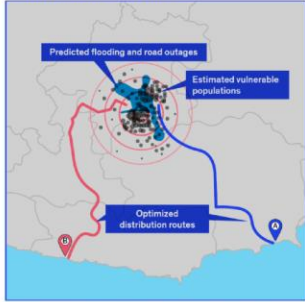 Predicted flooding and road outages
Estimated vulnerable
populations
Optimized
distribution routes
A
B